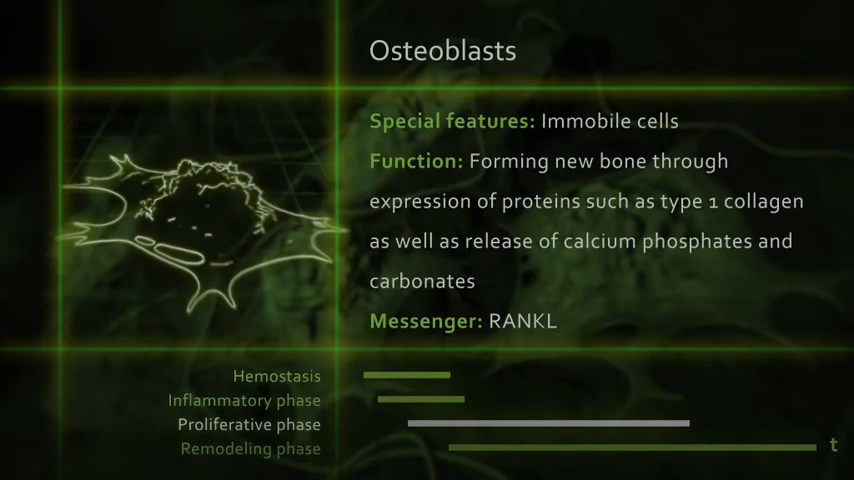 Osteoblasts
Special features: Immobile cells
Function: Forming new bone through
expression of proteins such as type 1 collagen
as well as release of calcium phosphates and
carbonates
Messenger: RANKL
Hemostasis
Inflammatory phase
Proliferative phase
Remodeling phase
t